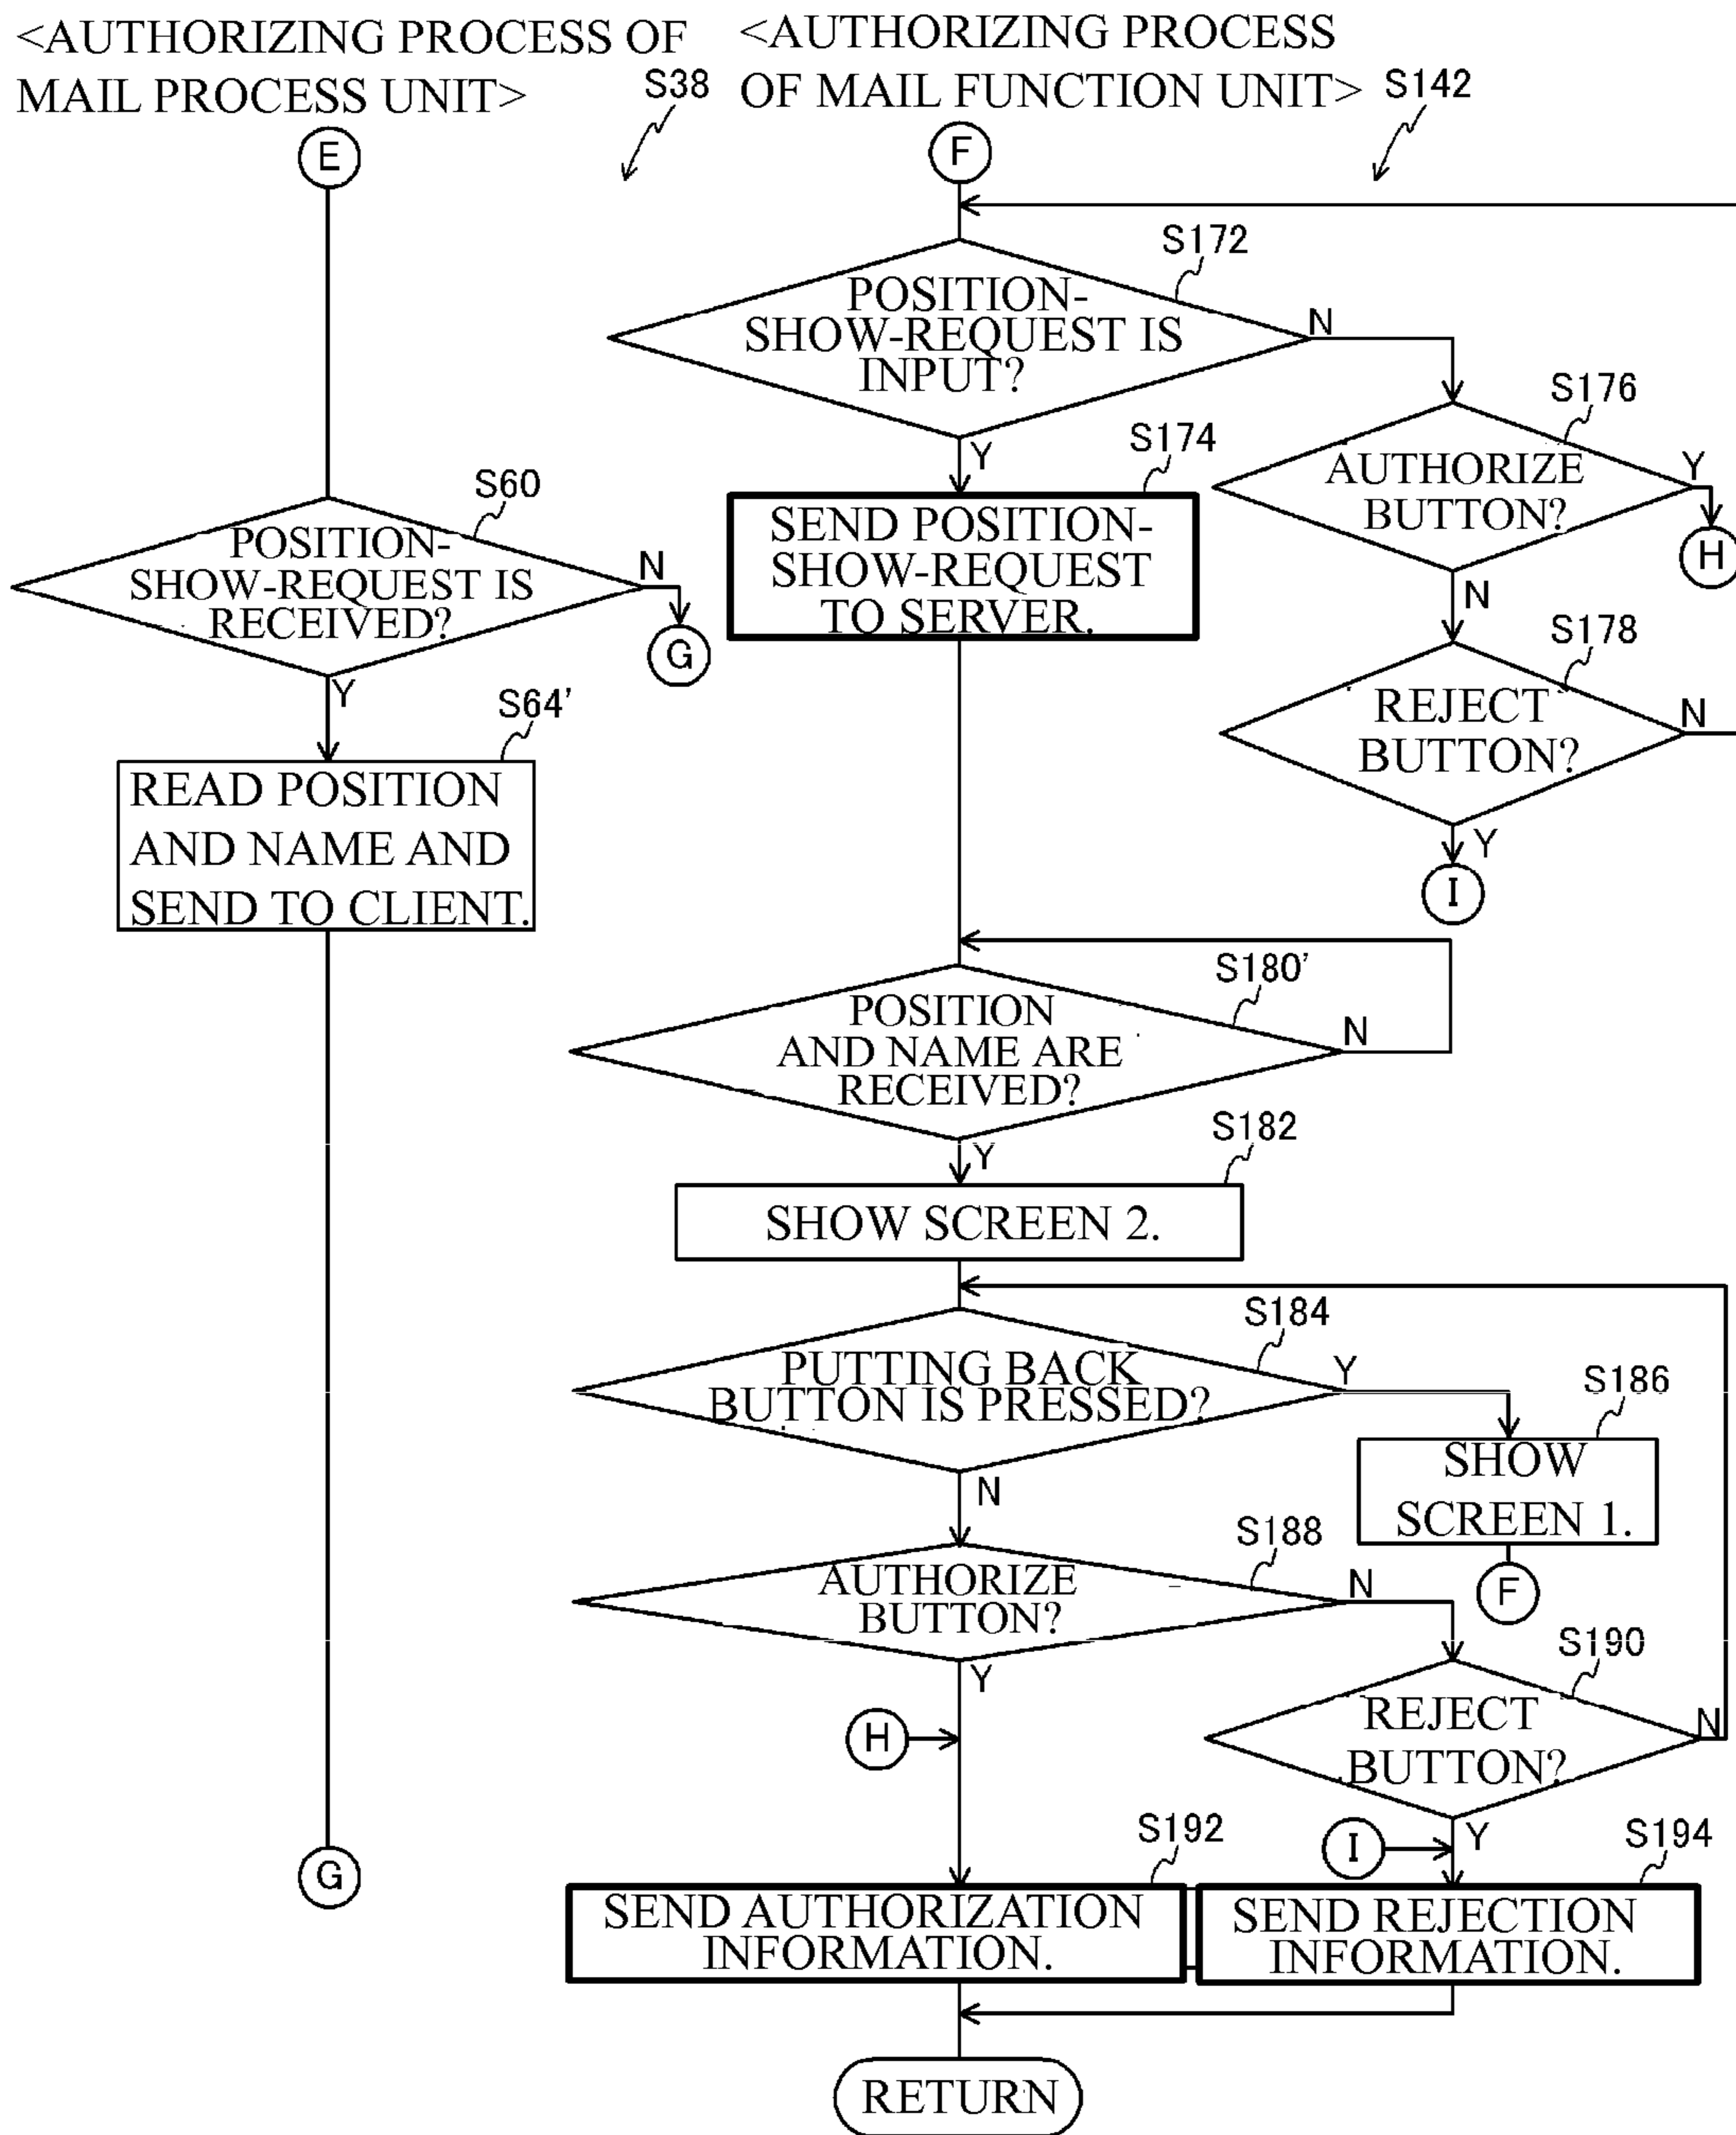 <AUTHORIZING PROCESS OF
MAIL PROCESS UNIT>
S38
E
S60
POSITION-
SHOW-REQUEST IS
RECEIVED?
N
G
Y
S64'
READ POSITION
AND NAME AND
SEND TO CLIENT.
G
<AUTHORIZING PROCESS
OF MAIL FUNCTION UNIT>
S142
F
S172
POSITION-
SHOW-REQUEST IS
INPUT?
N
Y
S174
SEND POSITION-
SHOW-REQUEST
TO SERVER.
S176
AUTHORIZE
BUTTON?
Y
H
N
S178
REJECT
BUTTON?
N
Y
I
S180'
POSITION
AND NAME ARE
RECEIVED?
N
Y
S182
SHOW SCREEN 2.
S184
PUTTING BACK
BUTTON IS PRESSED?
Y
S186
SHOW
SCREEN 1.
F
N
S188
AUTHORIZE
BUTTON?
N
Y
S190
REJECT
BUTTON?
N
H
Y
I
S192
SEND AUTHORIZATION
INFORMATION.
S194
SEND REJECTION
INFORMATION.
RETURN